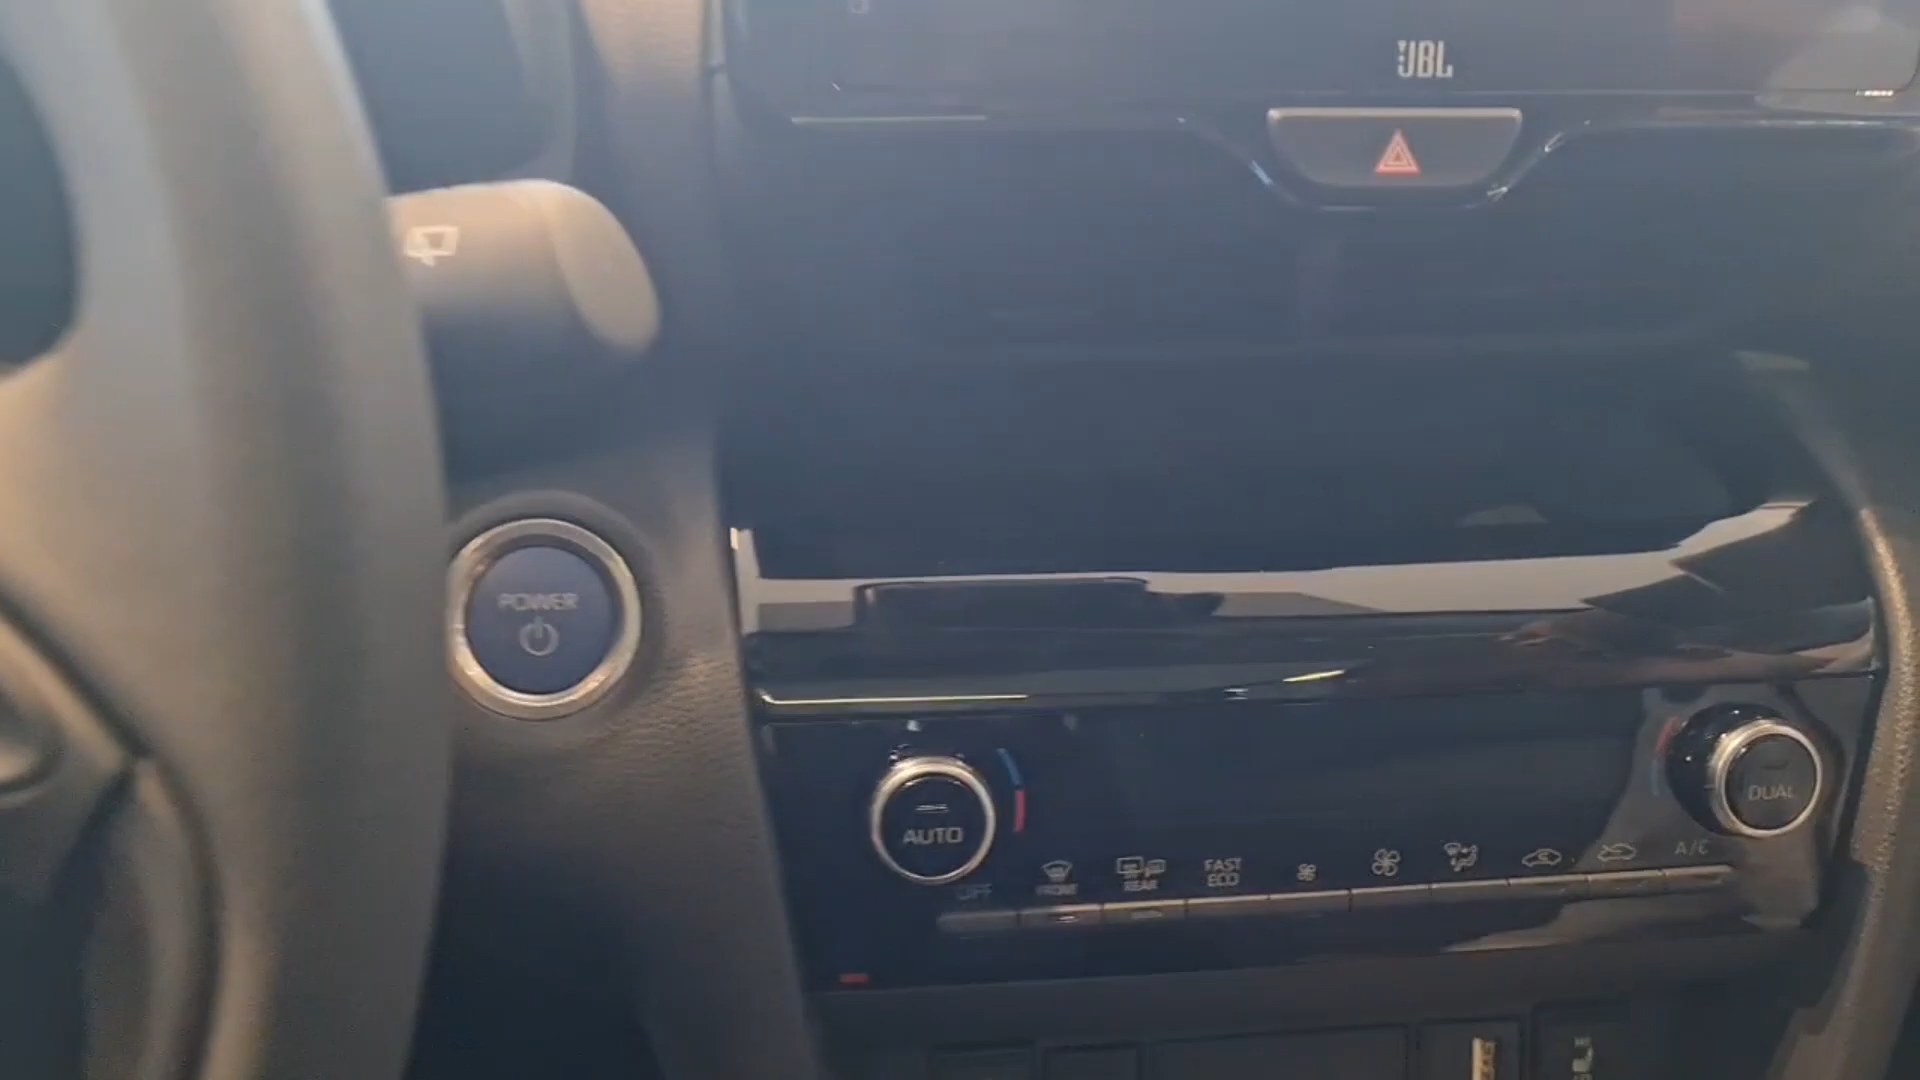 JBL
POWER
AUTO
DUAL
OFF
FRONT
REAR
FAST
ECO
A/C